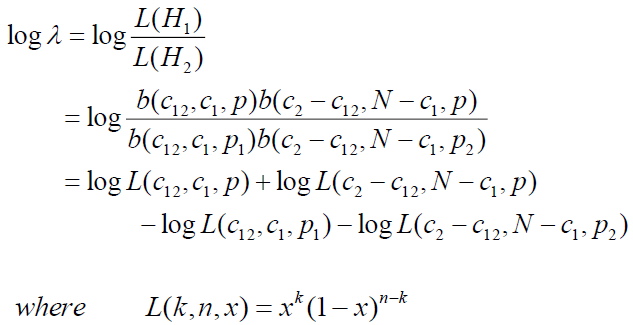 log λ = log L(H₁) / L(H₂)
= log b(c₁₂, c₁, p)b(c₂ − c₁₂, N − c₁, p) / b(c₁₂, c₁, p₁)b(c₂ − c₁₂, N − c₁, p₂)
= log L(c₁₂, c₁, p) + log L(c₂ − c₁₂, N − c₁, p)
− log L(c₁₂, c₁, p₁) − log L(c₂ − c₁₂, N − c₁, p₂)
where L(k, n, x) = xᵏ(1 − x)ⁿ⁻ᵏ